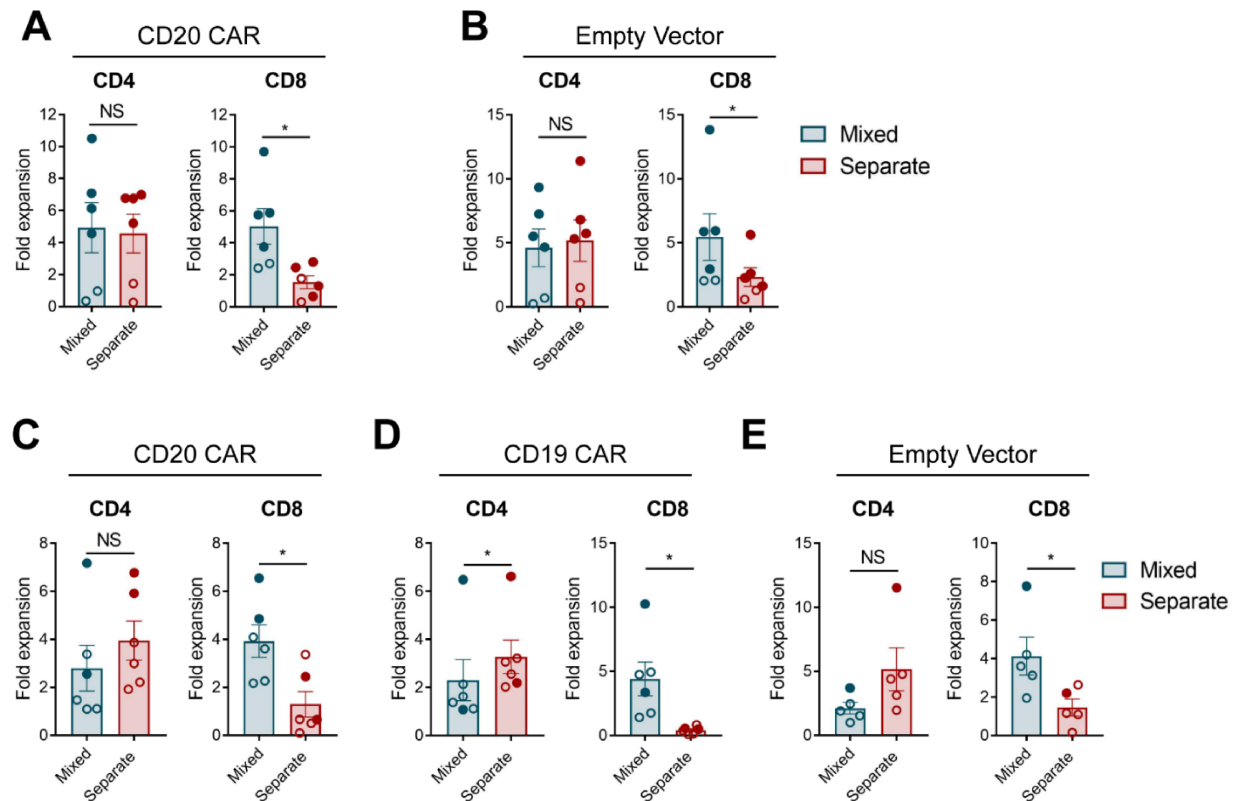 A
CD20 CAR
CD4
CD8
Fold expansion
12
10
8
6
4
2
0
NS
Mixed
Separate
Fold expansion
12
10
8
6
4
2
0
*
Mixed
Separate
B
Empty Vector
CD4
CD8
Fold expansion
15
10
5
0
NS
Mixed
Separate
Fold expansion
15
10
5
0
*
Mixed
Separate
Mixed
Separate
C
CD20 CAR
CD4
CD8
Fold expansion
8
6
4
2
0
NS
Mixed
Separate
Fold expansion
8
6
4
2
0
*
Mixed
Separate
D
CD19 CAR
CD4
CD8
Fold expansion
8
6
4
2
0
*
Mixed
Separate
Fold expansion
15
10
5
0
*
Mixed
Separate
E
Empty Vector
CD4
CD8
Fold expansion
15
10
5
0
NS
Mixed
Separate
Fold expansion
10
8
6
4
2
0
*
Mixed
Separate
Mixed
Separate